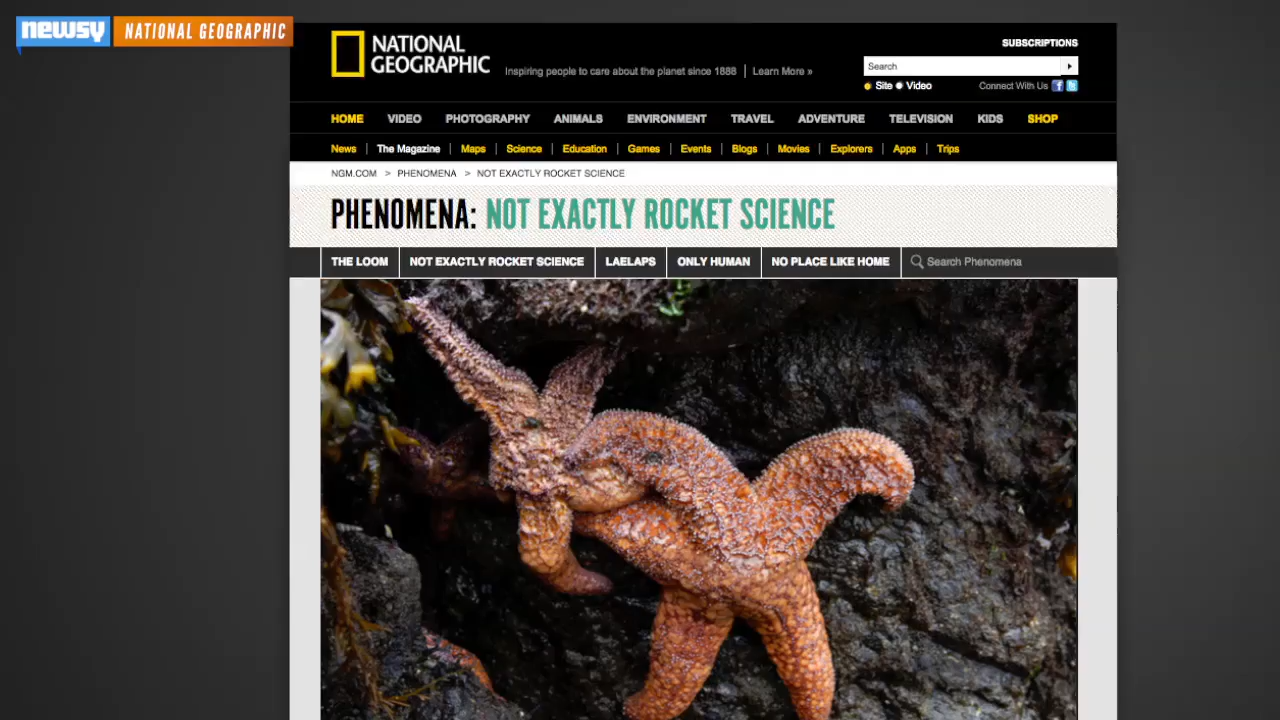 newsy NATIONAL GEOGRAPHIC
NATIONAL
GEOGRAPHIC
Inspiring people to care about the planet since 1888 | Learn More »
SUBSCRIPTIONS
Search
Site Video
Connect With Us
HOME VIDEO PHOTOGRAPHY ANIMALS ENVIRONMENT TRAVEL ADVENTURE TELEVISION KIDS SHOP
News | The Magazine | Maps | Science | Education | Games | Events | Blogs | Movies | Explorers | Apps | Trips
NGM.COM > PHENOMENA > NOT EXACTLY ROCKET SCIENCE
PHENOMENA: NOT EXACTLY ROCKET SCIENCE
THE LOOM NOT EXACTLY ROCKET SCIENCE LAELAPS ONLY HUMAN NO PLACE LIKE HOME Search Phenomena